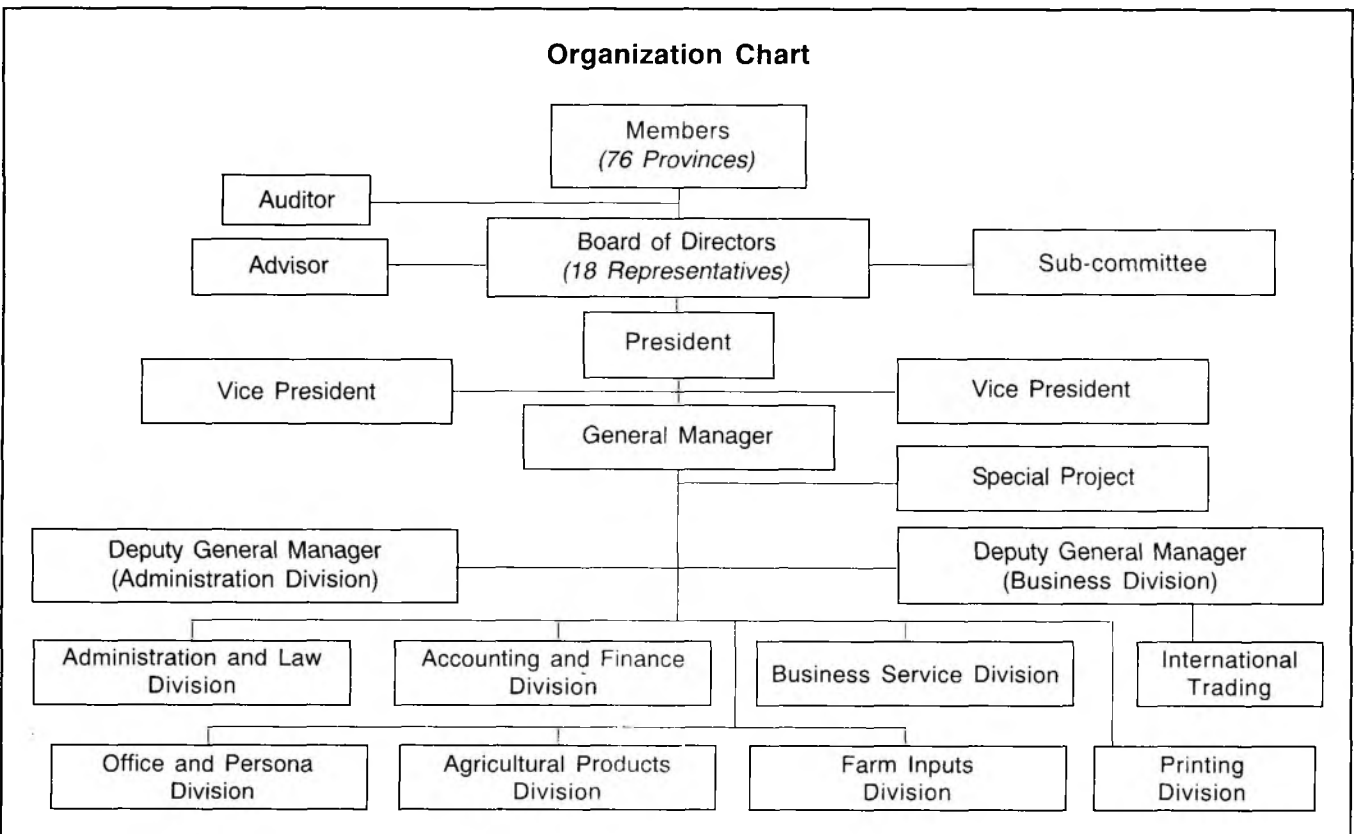 Organization Chart
Members
(76 Provinces)
Auditor
Board of Directors
(18 Representatives)
Advisor
Sub-committee
President
Vice President
Vice President
General Manager
Special Project
Deputy General Manager
(Administration Division)
Deputy General Manager
(Business Division)
Administration and Law
Division
Accounting and Finance
Division
Business Service Division
International
Trading
Office and Persona
Division
Agricultural Products
Division
Farm Inputs
Division
Printing
Division